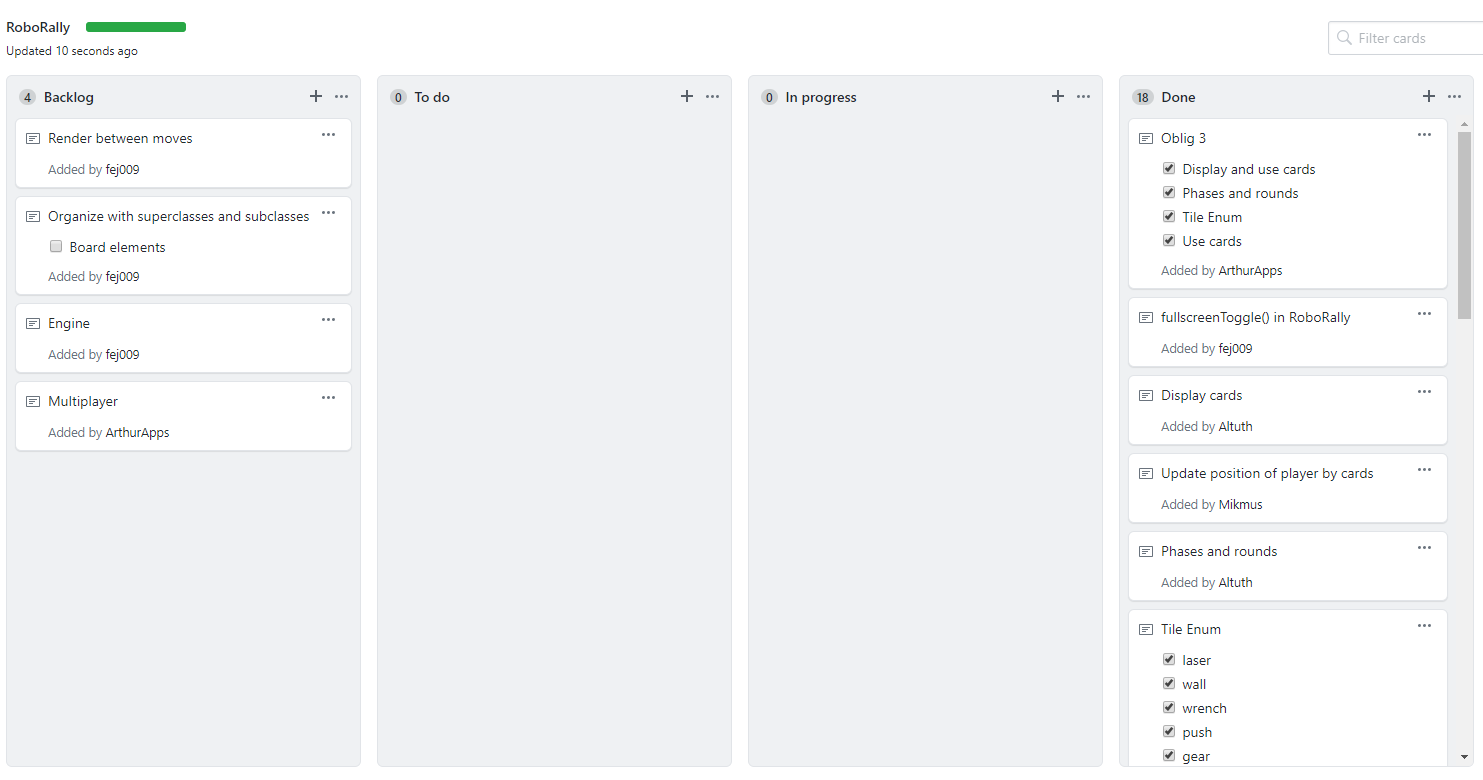 RoboRally
Updated 10 seconds ago
Filter cards
4 Backlog
Render between moves
Added by fej009
Organize with superclasses and subclasses
Board elements
Added by fej009
Engine
Added by fej009
Multiplayer
Added by ArthurApps
0 To do
0 In progress
18 Done
Oblig 3
Display and use cards
Phases and rounds
Tile Enum
Use cards
Added by ArthurApps
fullscreenToggle() in RoboRally
Added by fej009
Display cards
Added by Altuth
Update position of player by cards
Added by Mikmus
Phases and rounds
Added by Altuth
Tile Enum
laser
wall
wrench
push
gear